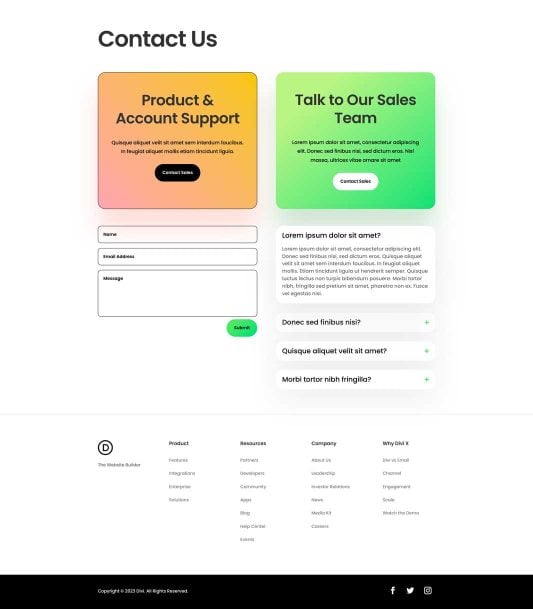 Contact Us
Product &
Account Support
Quisque aliquet velit sit amet sem interdum faucibus.
In feugiat aliquet mollis etiam tincidunt ligula.
Contact Sales
Talk to Our Sales
Team
Lorem ipsum dolor sit amet, consectetur adipiscing
elit. Donec sed finibus nisi, sed dictum eros. Nisl
massa, ultrices vitae ornare sit amet
Contact Sales
Name
Email Address
Message
Submit
Lorem ipsum dolor sit amet?
Lorem ipsum dolor sit amet, consectetur adipiscing elit.
Donec sed finibus nisi, sed dictum eros. Quisque aliquet
velit sit amet sem interdum faucibus. In feugiat aliquet
mollis. Etiam tincidunt ligula ut hendrerit semper. Quisque
luctus lectus non turpis bibendum posuere. Morbi tortor
nibh, fringilla sed pretium sit amet, pharetra non ex. Fusce
vel egestas nisi.
Donec sed finibus nisi? +
Quisque aliquet velit sit amet? +
Morbi tortor nibh fringilla? +
D
The Website Builder
Product
Features
Integrations
Enterprise
Solutions
Resources
Partners
Developers
Community
Apps
Blog
Help Center
Events
Company
About Us
Leadership
Investor Relations
News
Media Kit
Careers
Why Divi X
Divi vs Email
Channel
Engagement
Scale
Watch the Demo
Copyright © 2023 Divi. All Rights Reserved.